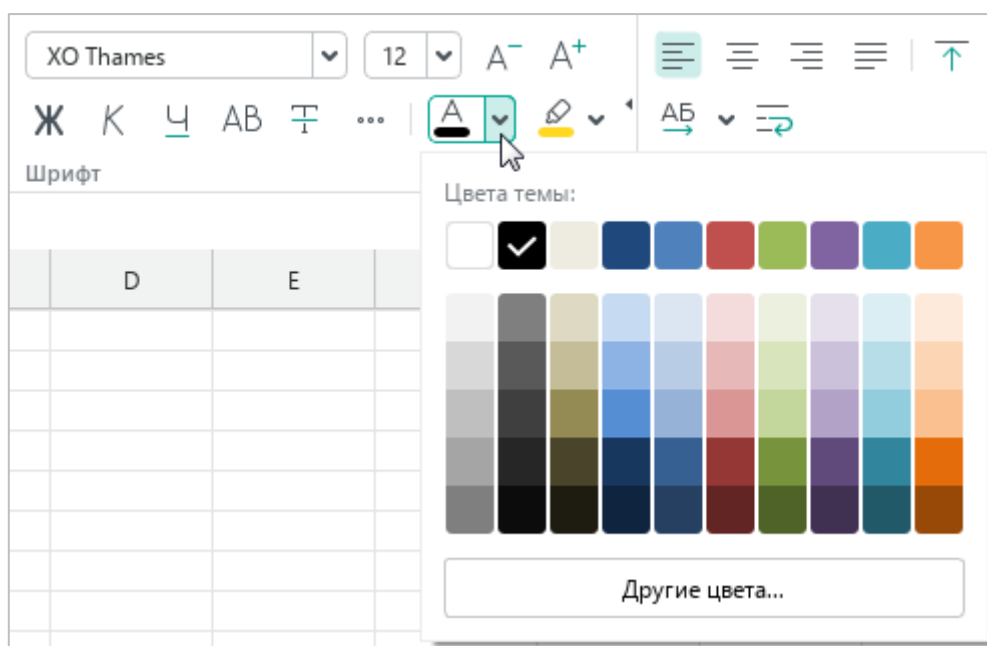 XO Thames 12 A⁻ A⁺
Ж К Ч АВ Т A АБ
Шрифт
Цвета темы:
D E
Другие цвета...